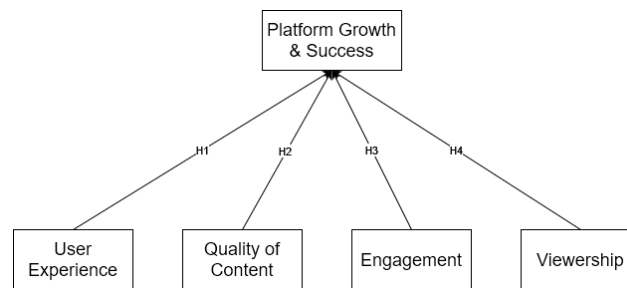 Platform Growth
& Success
H1
H2
H3
H4
User
Experience
Quality of
Content
Engagement
Viewership